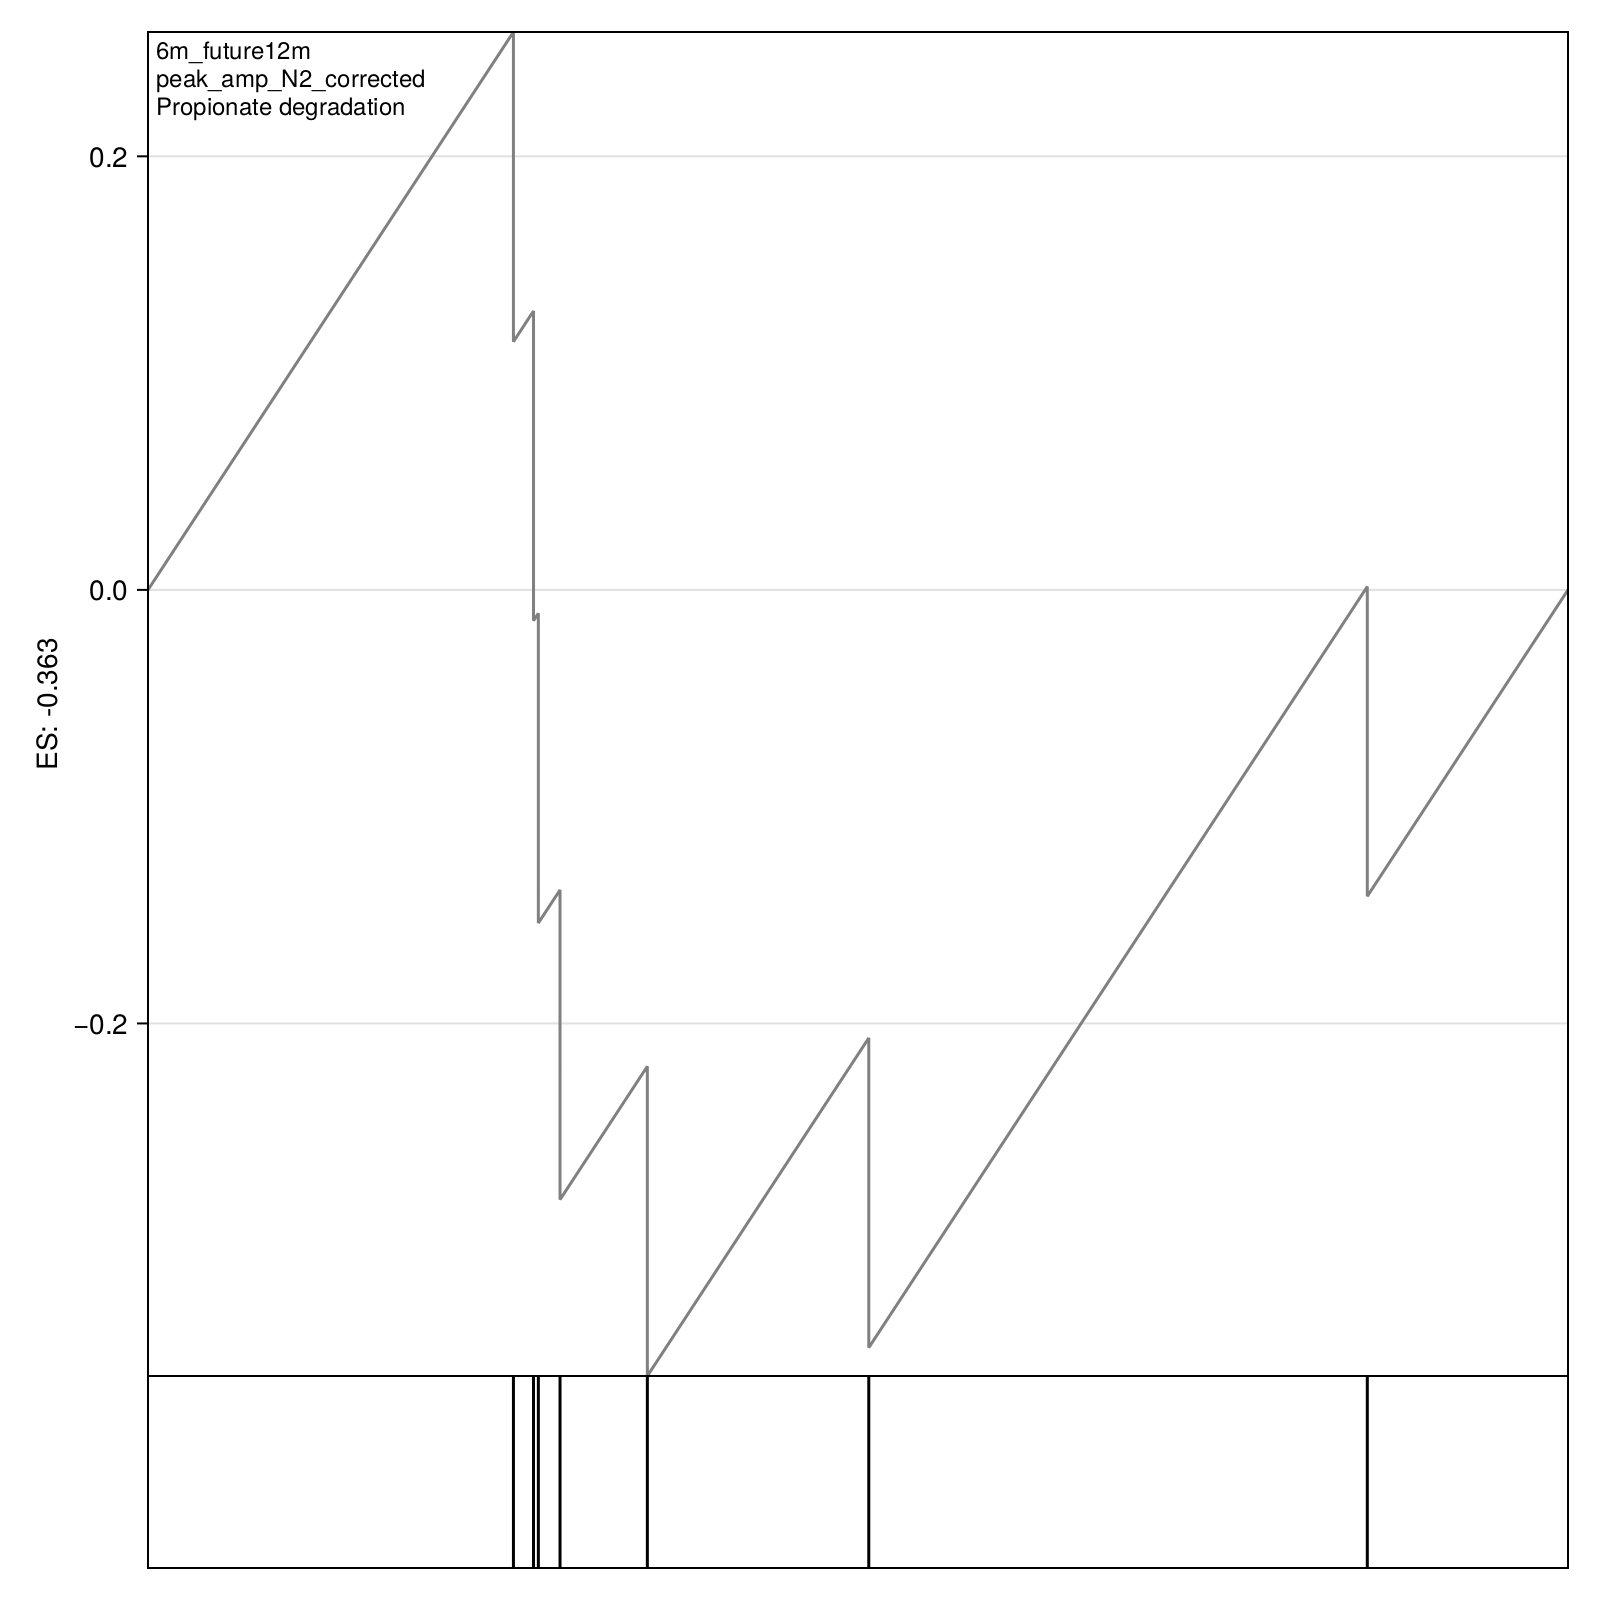 6m_future12m
peak_amp_N2_corrected
Propionate degradation
0.2
0.0
−0.2
ES: -0.363